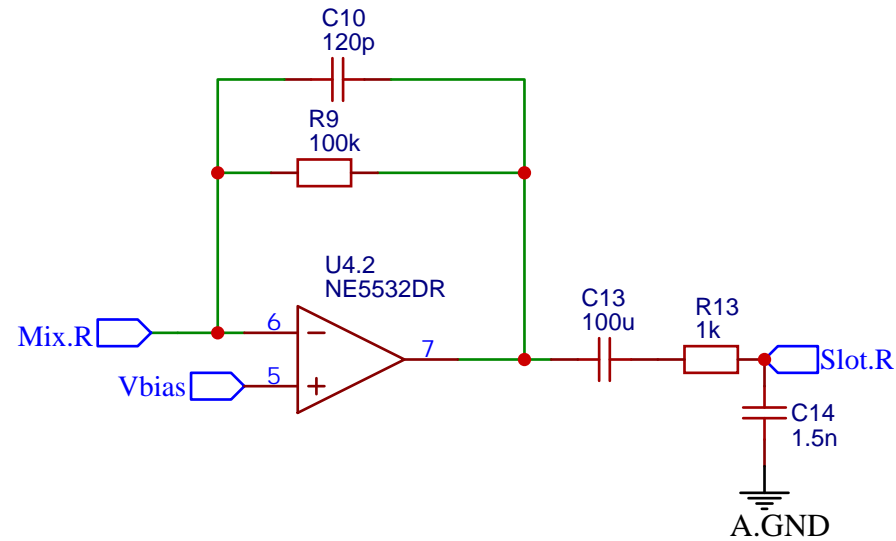 C10
120p
R9
100k
U4.2
NE5532DR
Mix.R
6
Vbias
5
7
C13
100u
R13
1k
Slot.R
C14
1.5n
A.GND